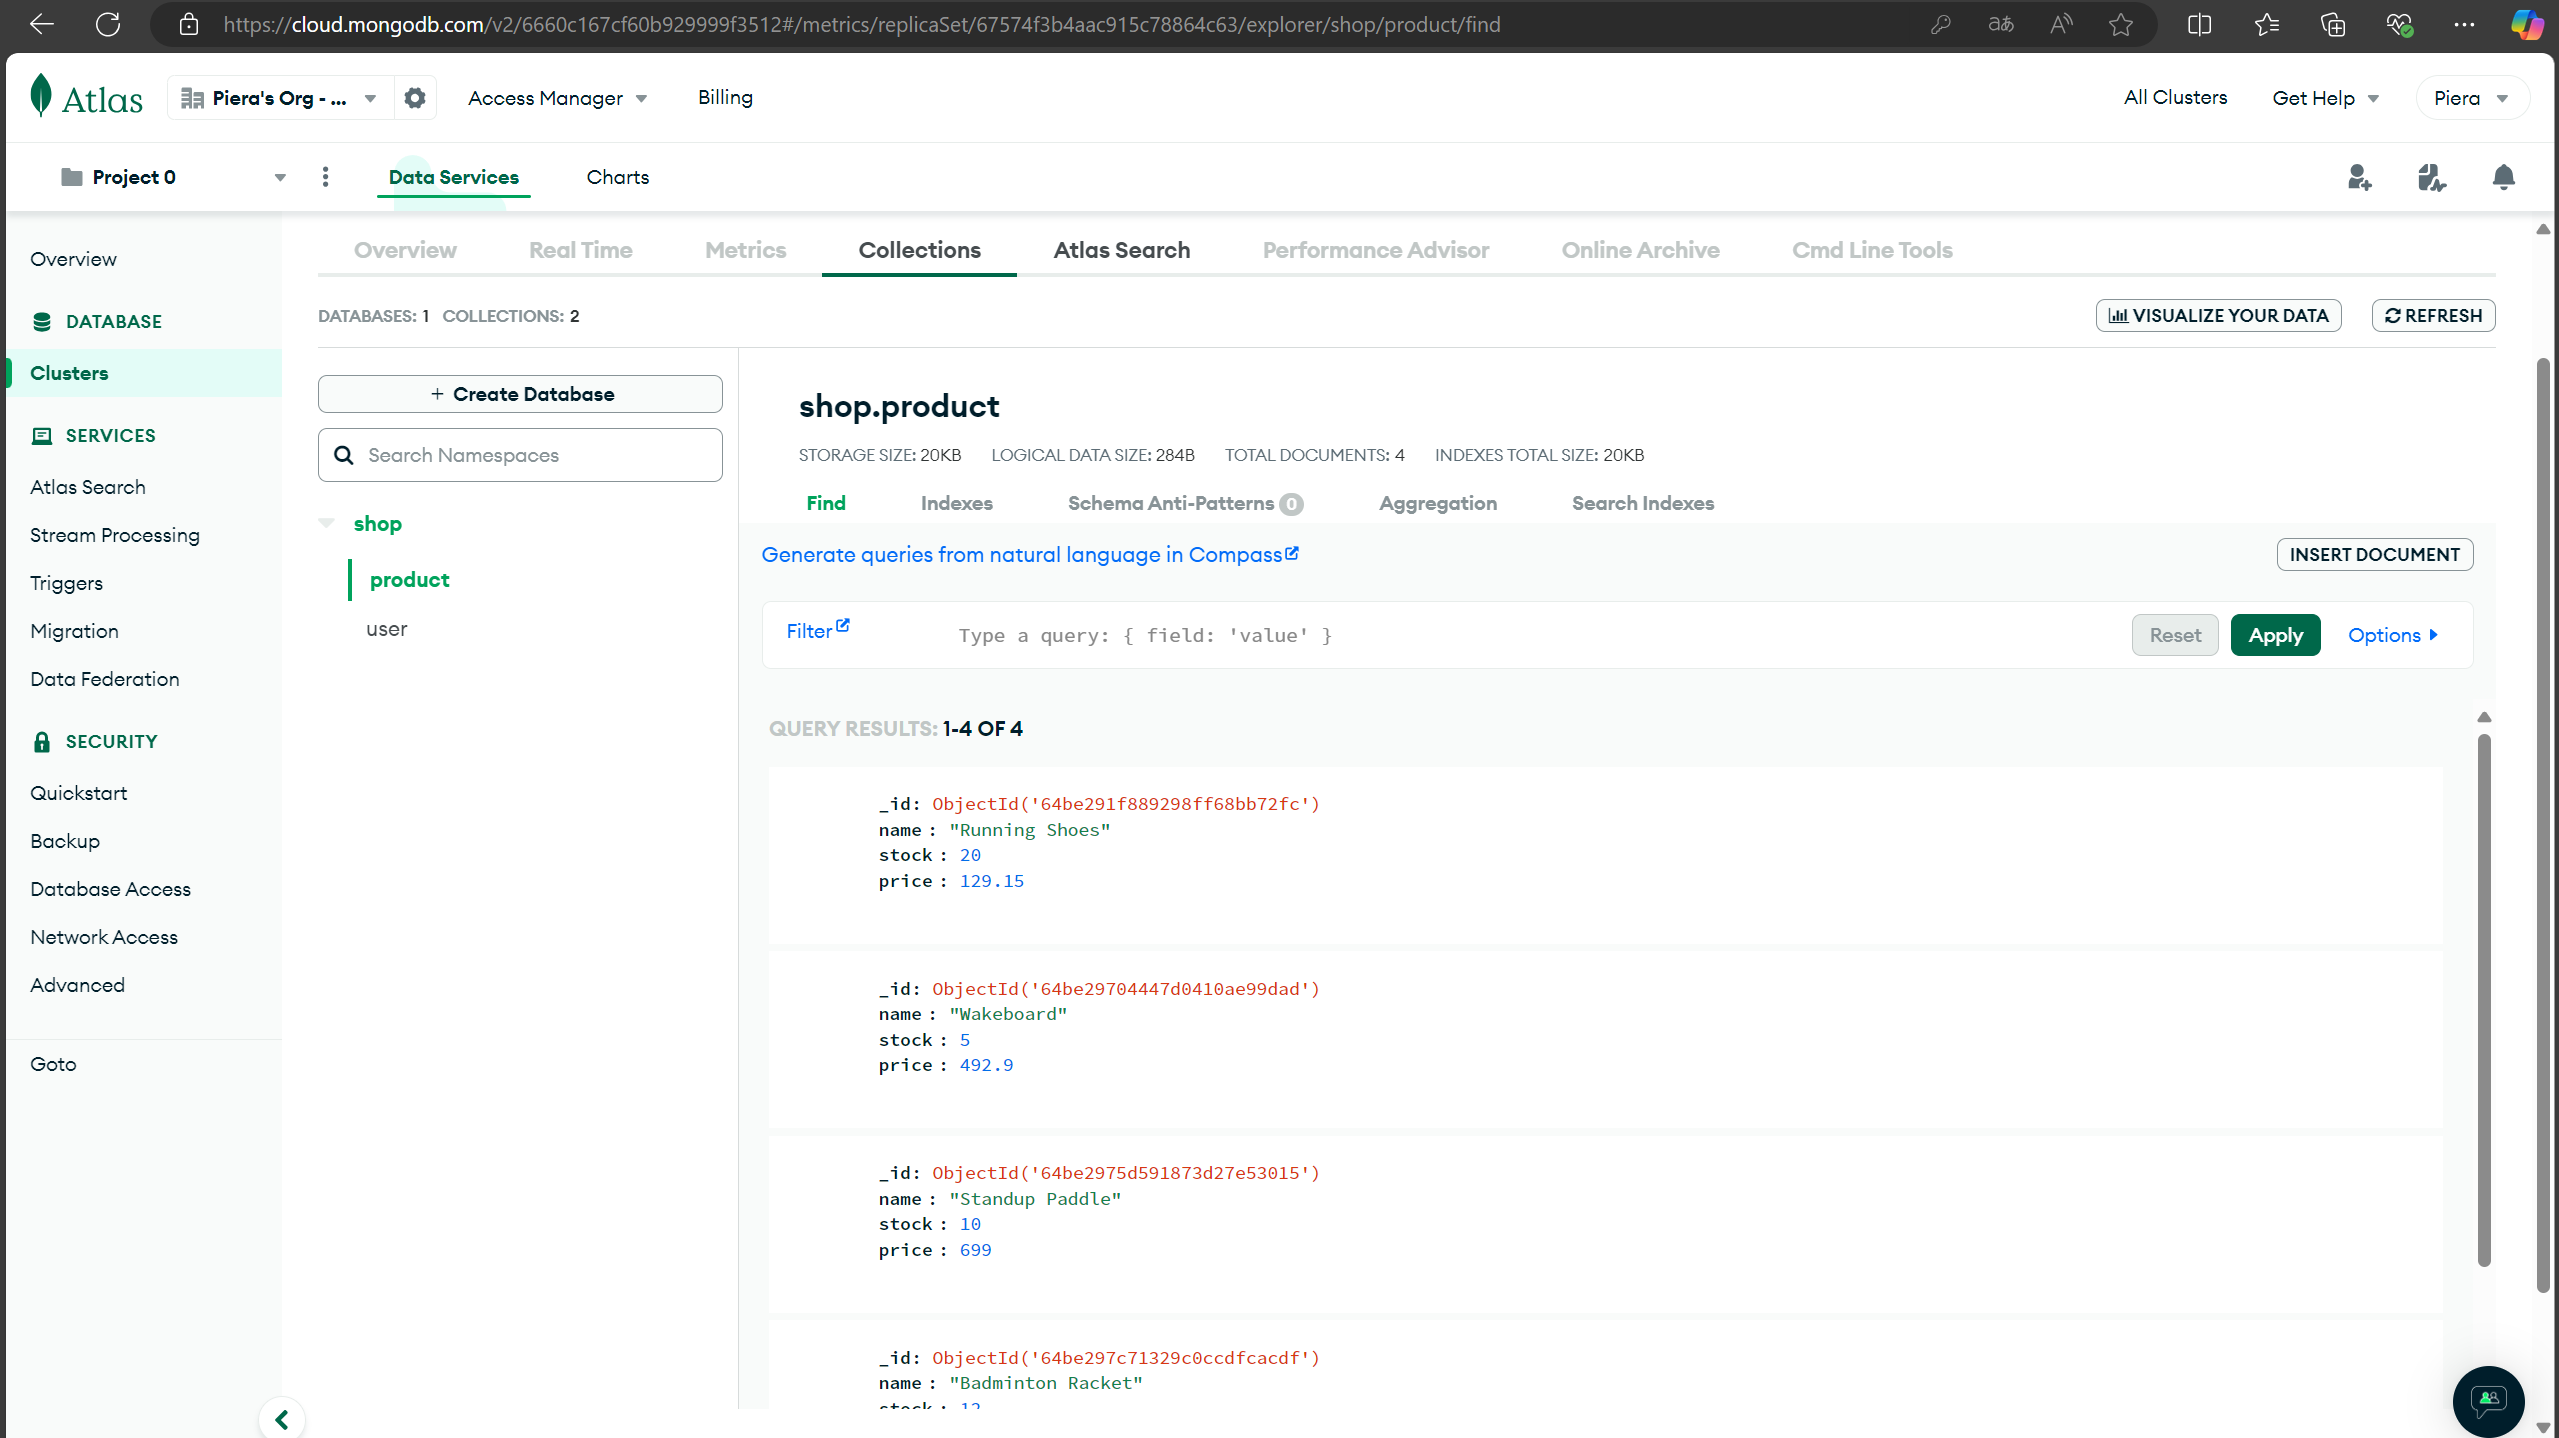 https://cloud.mongodb.com/v2/6660c167cf60b929999f3512#/metrics/replicaSet/67574f3b4aac915c78864c63/explorer/shop/product/find
Atlas
Piera's Org - ...
Access Manager
Billing
All Clusters
Get Help
Piera
Project 0
Data Services
Charts
Overview
DATABASE
Clusters
SERVICES
Atlas Search
Stream Processing
Triggers
Migration
Data Federation
SECURITY
Quickstart
Backup
Database Access
Network Access
Advanced
Goto
Overview
Real Time
Metrics
Collections
Atlas Search
Performance Advisor
Online Archive
Cmd Line Tools
DATABASES: 1 COLLECTIONS: 2
VISUALIZE YOUR DATA
REFRESH
+ Create Database
Search Namespaces
shop
product
user
shop.product
STORAGE SIZE: 20KB LOGICAL DATA SIZE: 284B TOTAL DOCUMENTS: 4 INDEXES TOTAL SIZE: 20KB
Find
Indexes
Schema Anti-Patterns 0
Aggregation
Search Indexes
Generate queries from natural language in Compass
INSERT DOCUMENT
Filter
Type a query: { field: 'value' }
Reset
Apply
Options
QUERY RESULTS: 1-4 OF 4
_id: ObjectId('64be291f889298ff68bb72fc')
name : "Running Shoes"
stock : 20
price : 129.15
_id: ObjectId('64be29704447d0410ae99dad')
name : "Wakeboard"
stock : 5
price : 492.9
_id: ObjectId('64be2975d591873d27e53015')
name : "Standup Paddle"
stock : 10
price : 699
_id: ObjectId('64be297c71329c0ccdfcacdf')
name : "Badminton Racket"
stock : 12